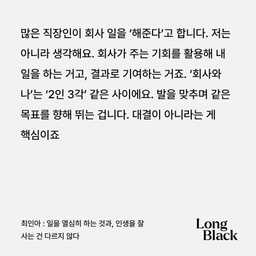 많은 직장인이 회사 일을 ‘해준다’고 합니다. 저는
아니라 생각해요. 회사가 주는 기회를 활용해 내
일을 하는 거고, 결과로 기여하는 거죠. ‘회사와
나’는 ‘2인 3각’ 같은 사이에요. 발을 맞추며 같은
목표를 향해 뛰는 겁니다. 대결이 아니라는 게
핵심이죠
최인아 : 일을 열심히 하는 것과, 인생을 잘
사는 건 다르지 않다
Long
Black